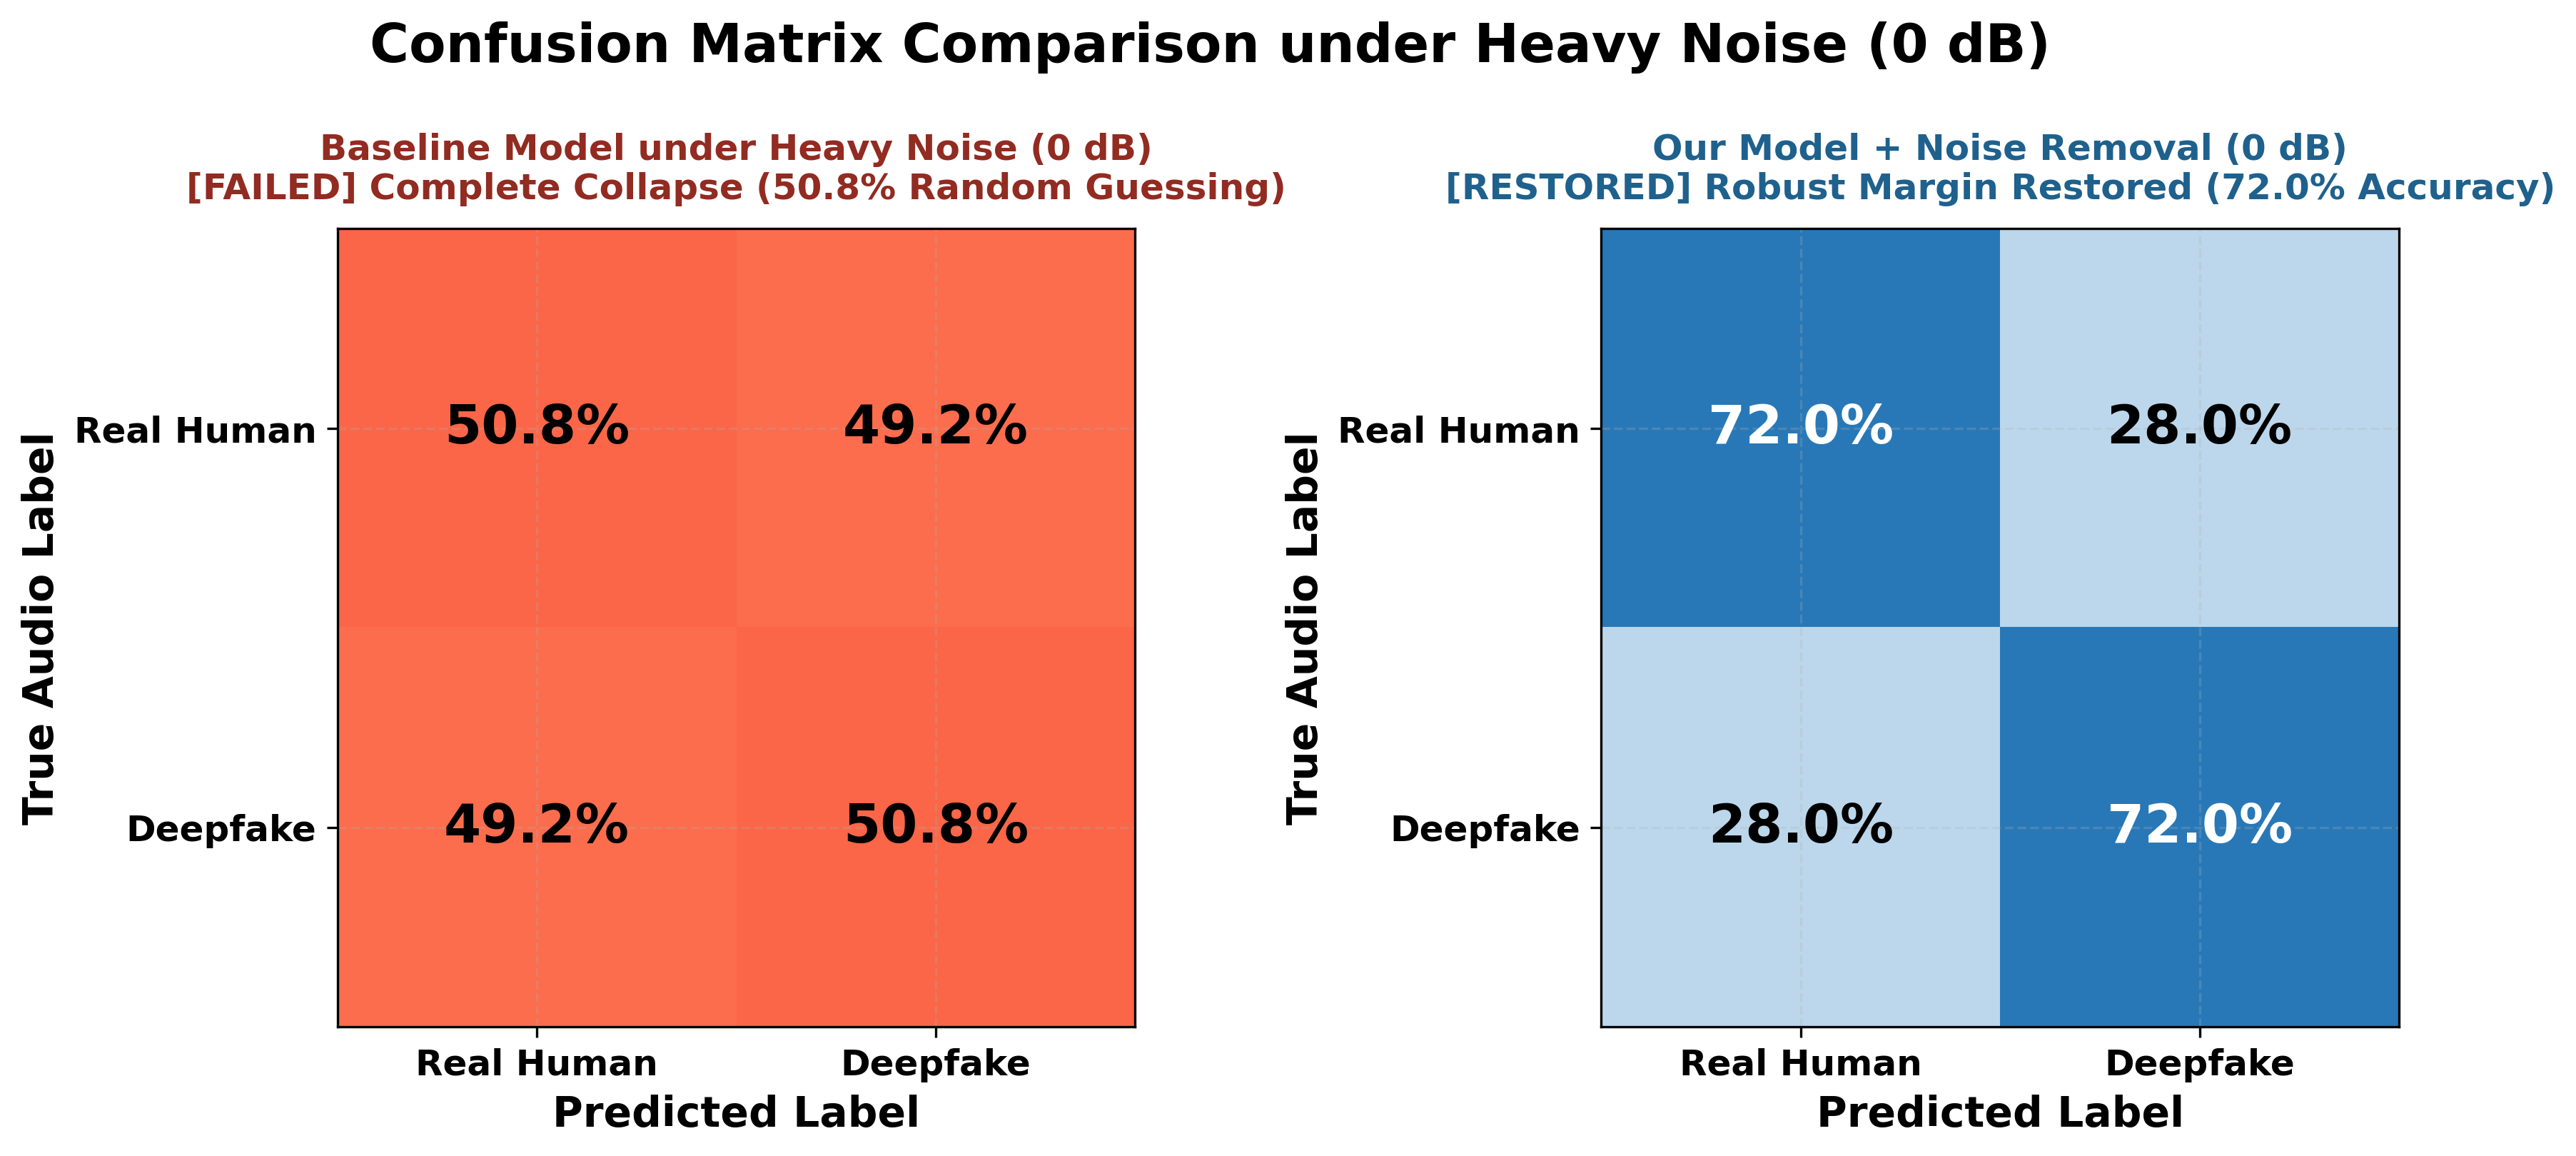 Confusion Matrix Comparison under Heavy Noise (0 dB)
Baseline Model under Heavy Noise (0 dB)
[FAILED] Complete Collapse (50.8% Random Guessing)
True Audio Label
Real Human
50.8%
49.2%
Deepfake
49.2%
50.8%
Real Human
Deepfake
Predicted Label
Our Model + Noise Removal (0 dB)
[RESTORED] Robust Margin Restored (72.0% Accuracy)
True Audio Label
Real Human
72.0%
28.0%
Deepfake
28.0%
72.0%
Real Human
Deepfake
Predicted Label